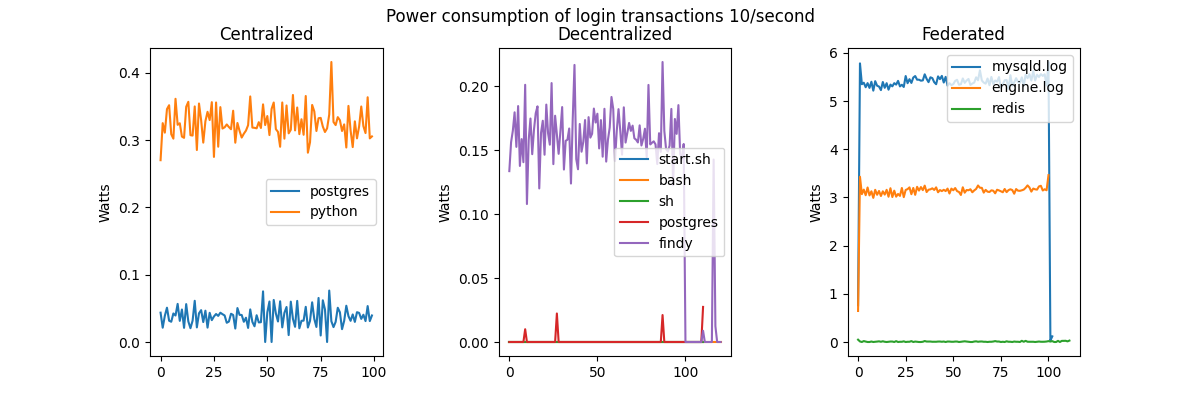 Power consumption of login transactions 10/second
Centralized
Watts
0.4
0.3
0.2
0.1
0.0
0
25
50
75
100
postgres
python
Decentralized
Watts
0.20
0.15
0.10
0.05
0.00
0
50
100
start.sh
bash
sh
postgres
findy
Federated
Watts
6
5
4
3
2
1
0
0
25
50
75
100
mysqld.log
engine.log
redis